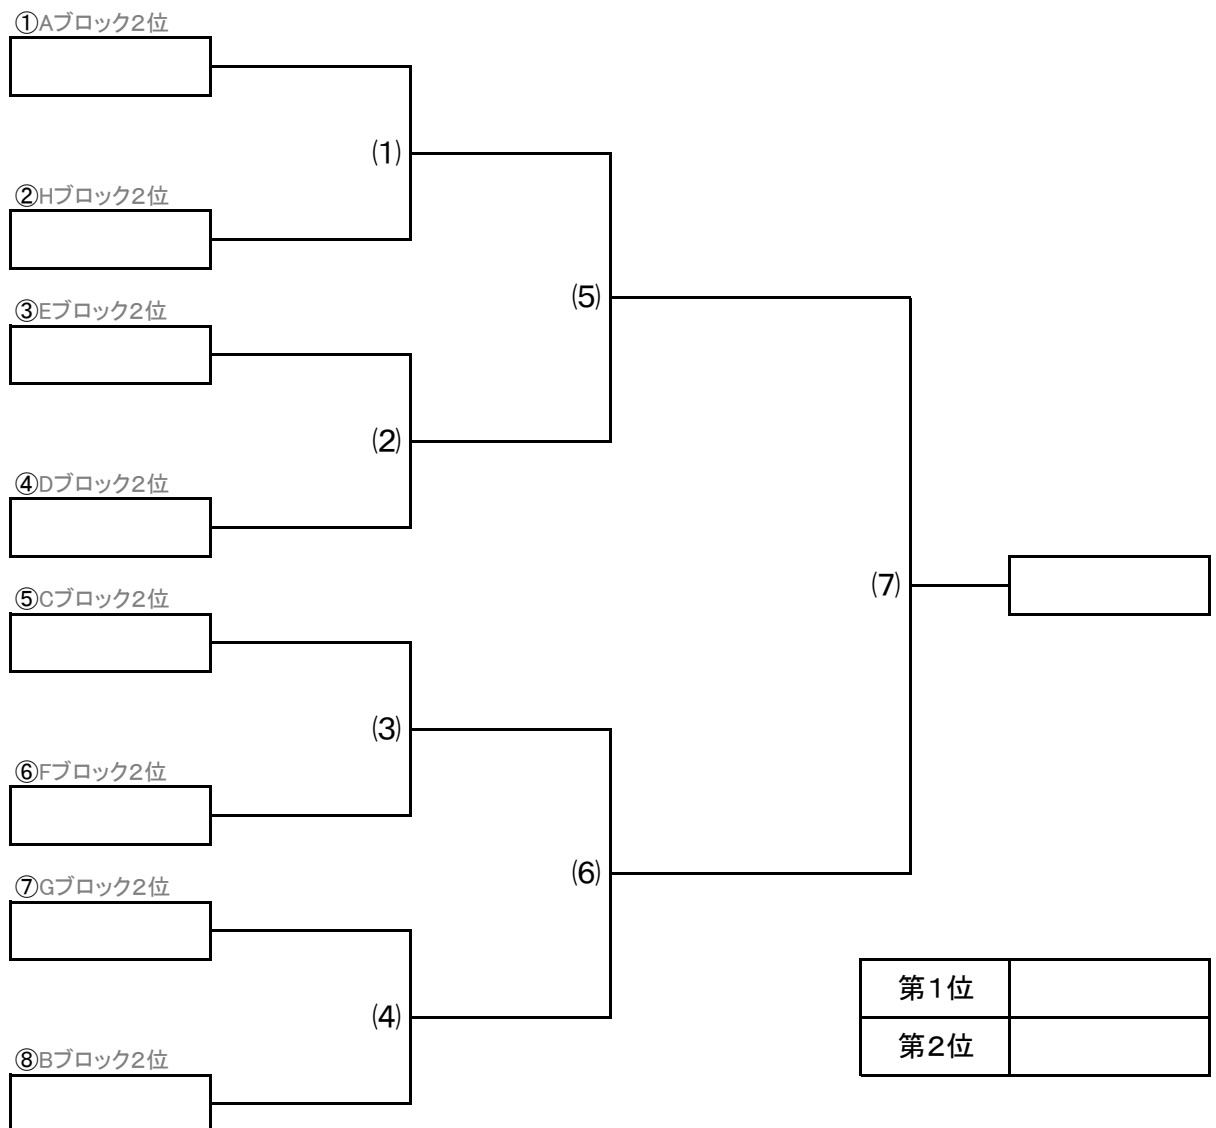 ①Aブロック2位
(1)
②Hブロック2位
(5)
③Eブロック2位
(2)
④Dブロック2位
(7)
⑤Cブロック2位
(3)
⑥Fブロック2位
(6)
⑦Gブロック2位
(4)
⑧Bブロック2位
第1位
第2位